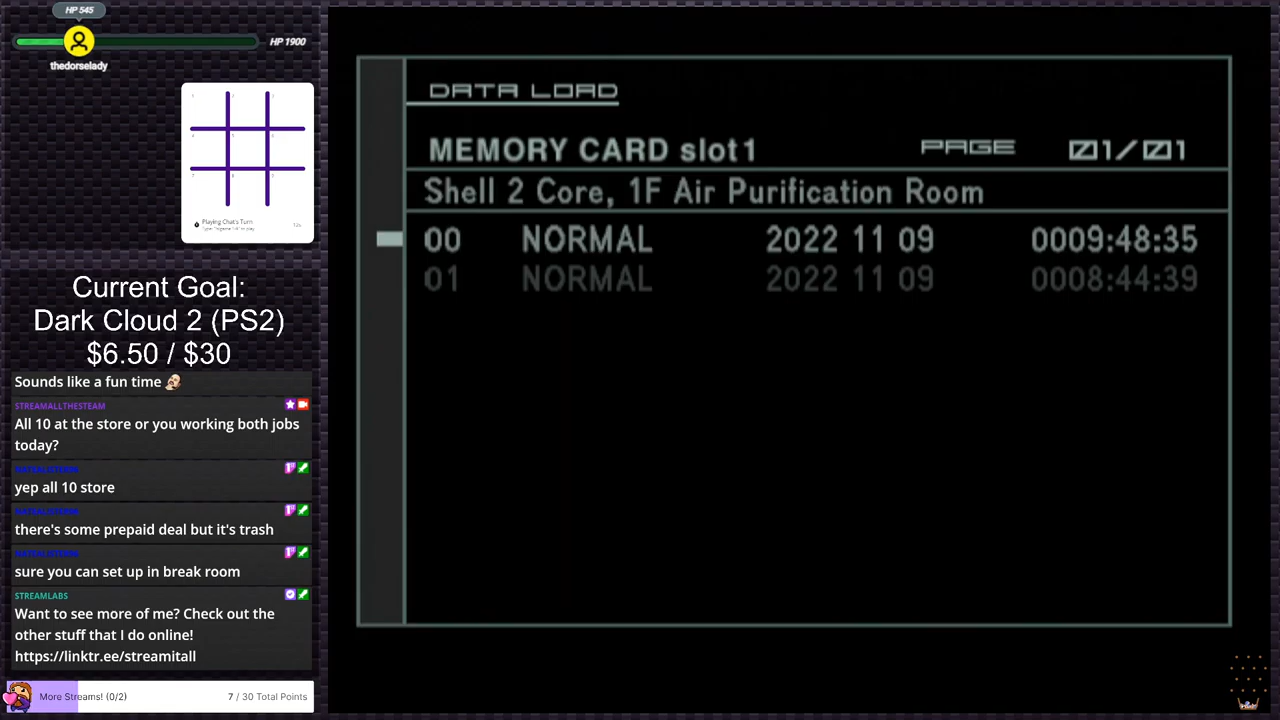 HP 545
HP 1900
thedorselady
Playing Chat's Turn
Current Goal:
Dark Cloud 2 (PS2)
$6.50 / $30
Sounds like a fun time
STREAMALLTHESTEAM
All 10 at the store or you working both jobs
today?
yep all 10 store
there's some prepaid deal but it's trash
sure you can set up in break room
STREAMLABS
Want to see more of me? Check out the
other stuff that I do online!
https://linktr.ee/streamitall
More Streams! (0/2)
7 / 30 Total Points
DATA LOAD
MEMORY CARD slot1
PAGE 01/01
Shell 2 Core, 1F Air Purification Room
00 NORMAL 2022 11 09 0009:48:35
01 NORMAL 2022 11 09 0008:44:39